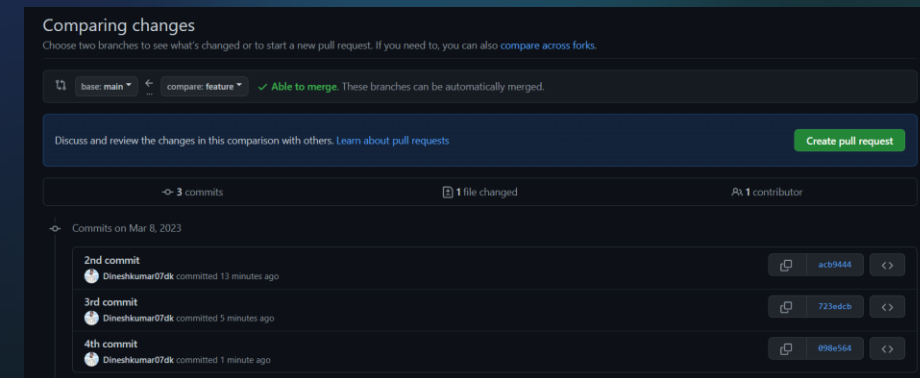 Comparing changes
Choose two branches to see what's changed or to start a new pull request. If you need to, you can also compare across forks.
base: main ← ... compare: feature ✓ Able to merge. These branches can be automatically merged.
Discuss and review the changes in this comparison with others. Learn about pull requests Create pull request
3 commits 1 file changed 1 contributor
Commits on Mar 8, 2023
2nd commit
Dineshkumar07dk committed 13 minutes ago acb9444 <>
3rd commit
Dineshkumar07dk committed 5 minutes ago 723edcb <>
4th commit
Dineshkumar07dk committed 1 minute ago 098e564 <>